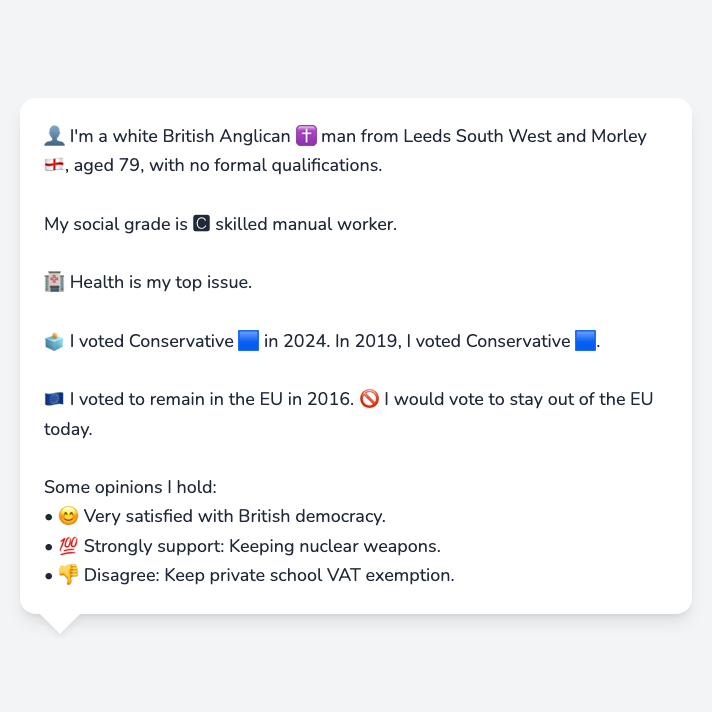 👤 I'm a white British Anglican ✝️ man from Leeds South West and Morley
🏴󠁧󠁢󠁥󠁮󠁧󠁿, aged 79, with no formal qualifications.
My social grade is 🅲 skilled manual worker.
🏥 Health is my top issue.
🗳️ I voted Conservative 🟦 in 2024. In 2019, I voted Conservative 🟦.
🇪🇺 I voted to remain in the EU in 2016. 🚫 I would vote to stay out of the EU
today.
Some opinions I hold:
• 😊 Very satisfied with British democracy.
• 💯 Strongly support: Keeping nuclear weapons.
• 👎 Disagree: Keep private school VAT exemption.